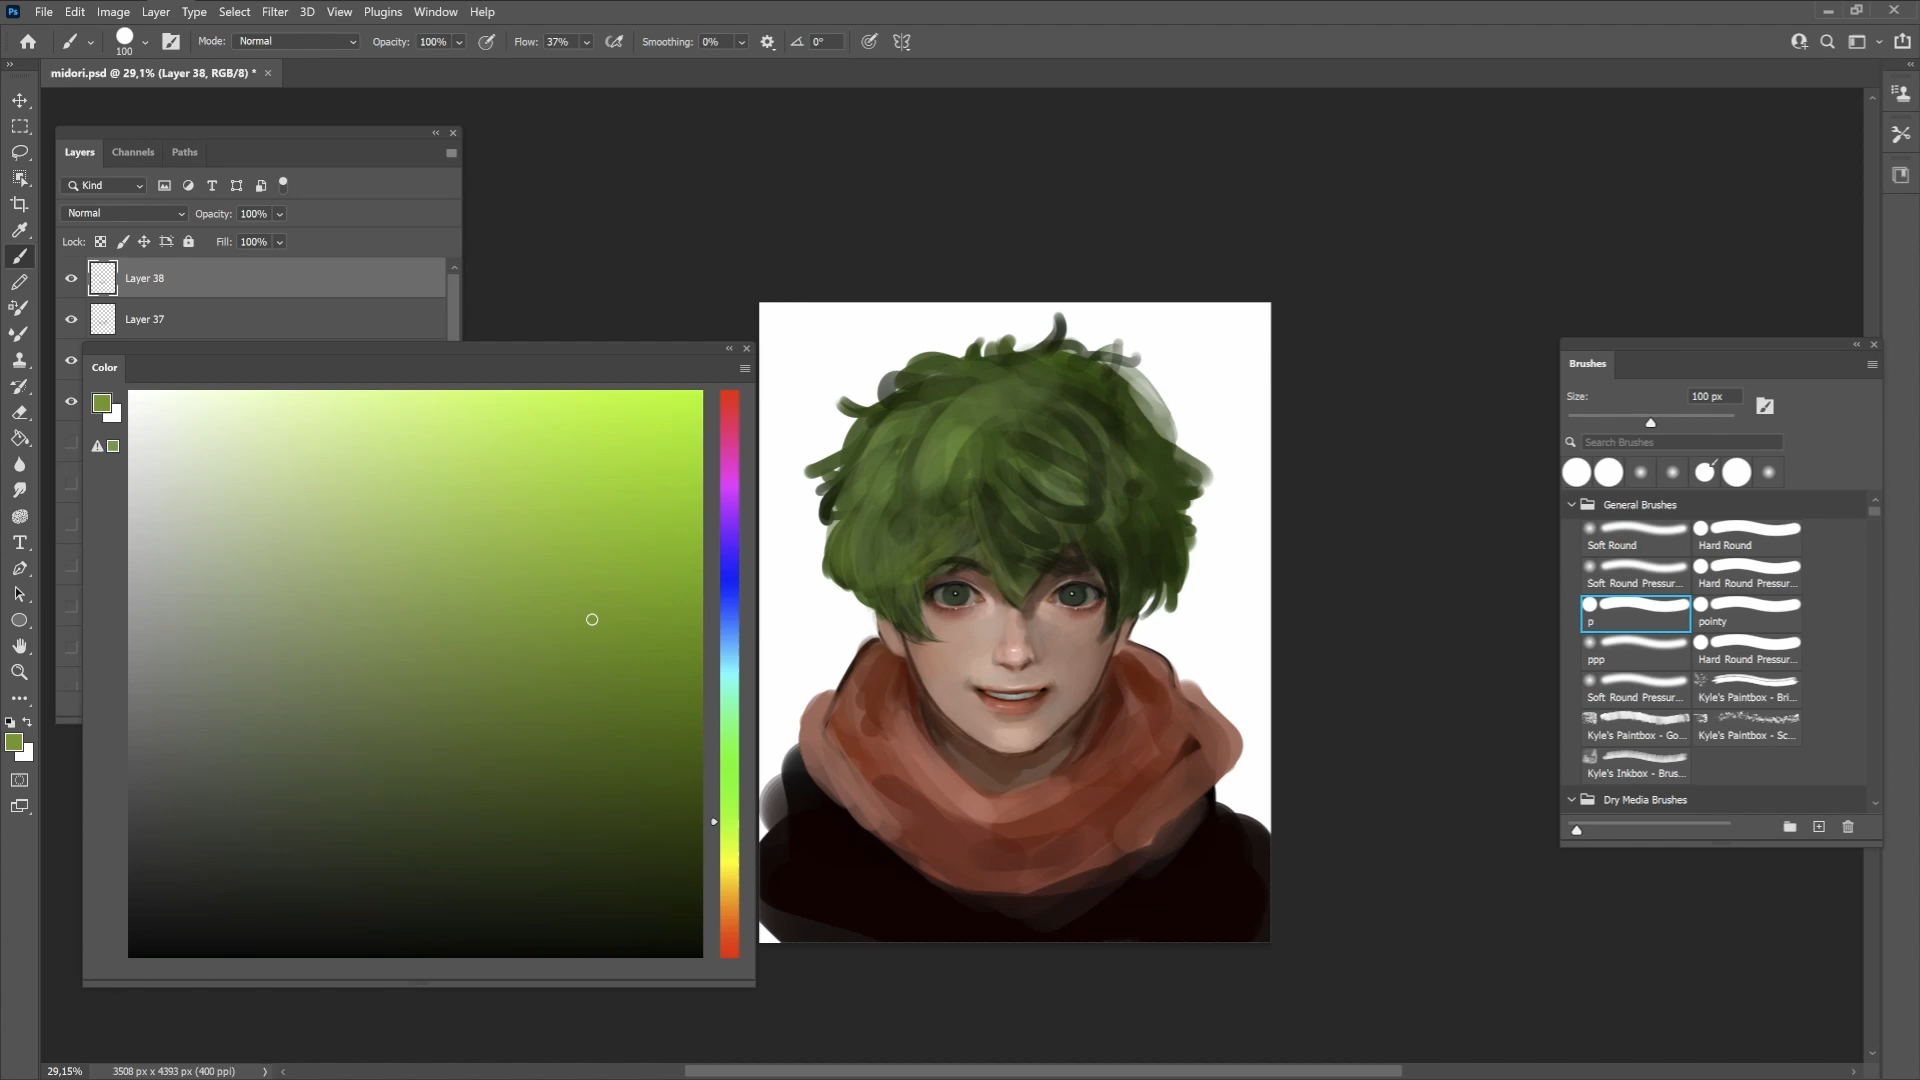 Ps File Edit Image Layer Type Select Filter 3D View Plugins Window Help
100 Mode: Normal Opacity: 100% Flow: 37% Smoothing: 0% 0°
midori.psd @ 29,1% (Layer 38, RGB/8) *
Layers Channels Paths
Kind
Normal Opacity: 100%
Lock: Fill: 100%
Layer 38
Layer 37
Color
Brushes
Size: 100 px
Search Brushes
General Brushes
Soft Round Hard Round
Soft Round Pressur... Hard Round Pressur...
p pointy
ppp Hard Round Pressur...
Soft Round Pressur... Kyle's Paintbox - Bri...
Kyle's Paintbox - Go... Kyle's Paintbox - Sc...
Kyle's Inkbox - Brus...
Dry Media Brushes
29,15% 3508 px x 4393 px (400 ppi)